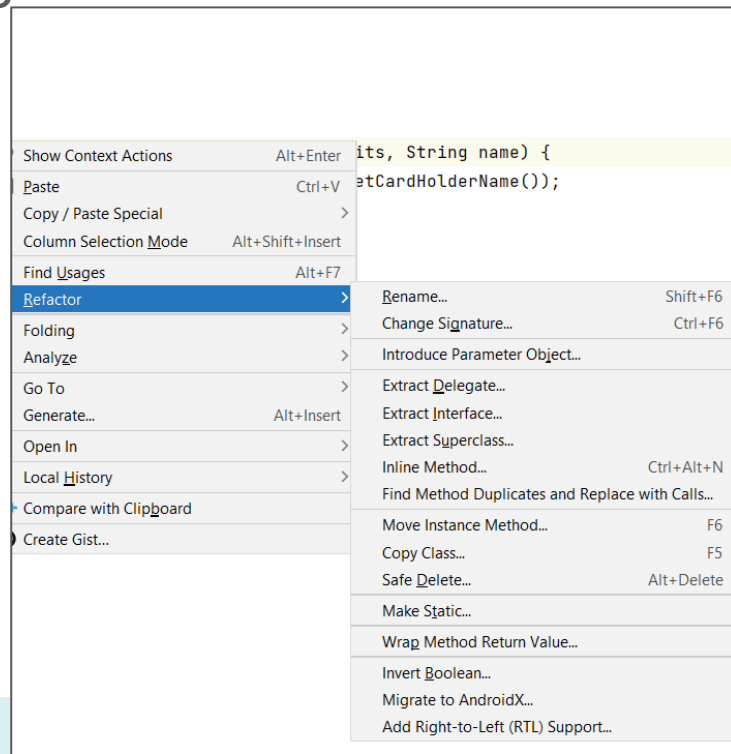 its, String name) {
etCardHolderName());
Show Context Actions Alt+Enter
Paste Ctrl+V
Copy / Paste Special
Column Selection Mode Alt+Shift+Insert
Find Usages Alt+F7
Refactor
Folding
Analyze
Go To
Generate... Alt+Insert
Open In
Local History
Compare with Clipboard
Create Gist...
Rename... Shift+F6
Change Signature... Ctrl+F6
Introduce Parameter Object...
Extract Delegate...
Extract Interface...
Extract Superclass...
Inline Method... Ctrl+Alt+N
Find Method Duplicates and Replace with Calls...
Move Instance Method... F6
Copy Class... F5
Safe Delete... Alt+Delete
Make Static...
Wrap Method Return Value...
Invert Boolean...
Migrate to AndroidX...
Add Right-to-Left (RTL) Support...